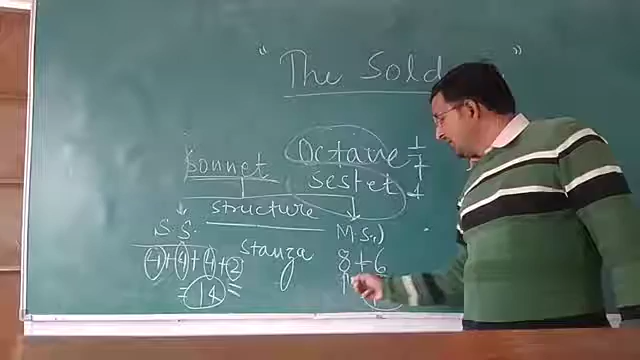 "The Sold "
Sonnet
Octave
Sestet
structure
S.S.
M.S.)
stanza
4+4+4+2
8+6
=14=